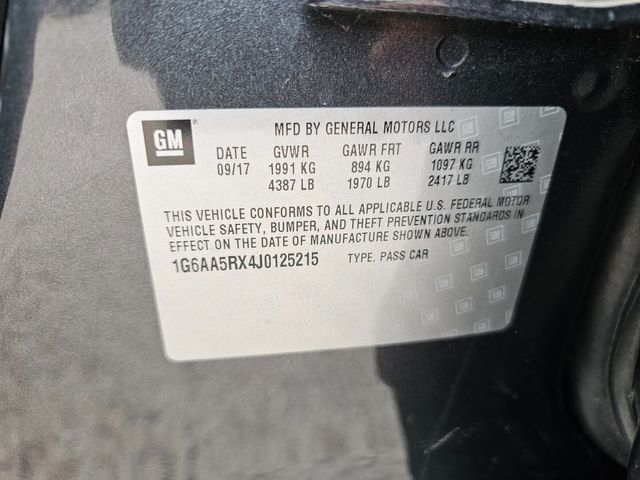 GM
MFD BY GENERAL MOTORS LLC
DATE GVWR GAWR FRT GAWR RR
09/17 1991 KG 894 KG 1097 KG
4387 LB 1970 LB 2417 LB
THIS VEHICLE CONFORMS TO ALL APPLICABLE U.S. FEDERAL MOTOR
VEHICLE SAFETY, BUMPER, AND THEFT PREVENTION STANDARDS IN
EFFECT ON THE DATE OF MANUFACTURE SHOWN ABOVE.
1G6AA5RX4J0125215 TYPE: PASS CAR